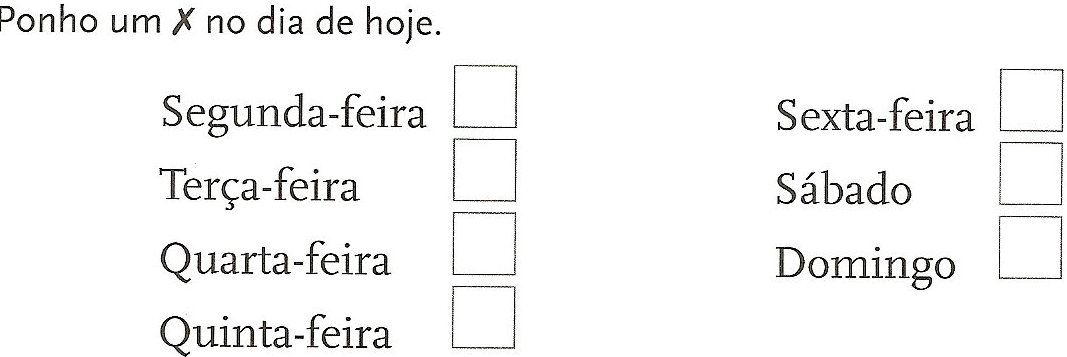 Ponho um ✗ no dia de hoje.
Segunda-feira
Terça-feira
Quarta-feira
Quinta-feira
Sexta-feira
Sábado
Domingo